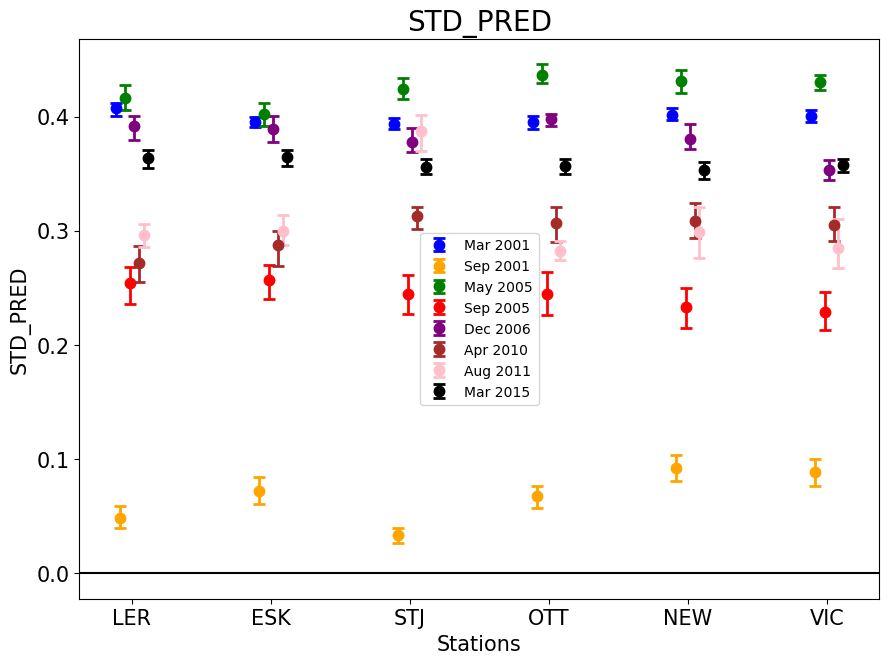 STD_PRED
STD_PRED
0.4
0.3
0.2
0.1
0.0
Mar 2001
Sep 2001
May 2005
Sep 2005
Dec 2006
Apr 2010
Aug 2011
Mar 2015
LER ESK STJ OTT NEW VIC
Stations